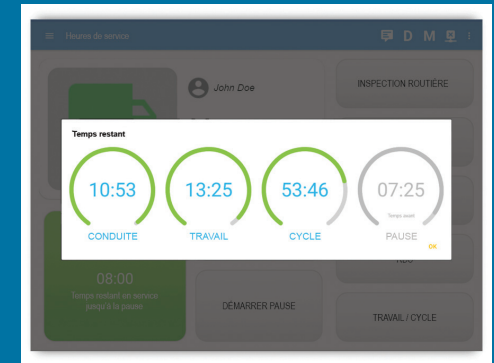 Heures de service
D M
John Doe
INSPECTION ROUTIÈRE
Temps restant
10:53
13:25
53:46
07:25
Temps avant
CONDUITE
TRAVAIL
CYCLE
PAUSE
OK
08:00
Temps restant en service
jusqu'à la pause
DÉMARRER PAUSE
TRAVAIL / CYCLE